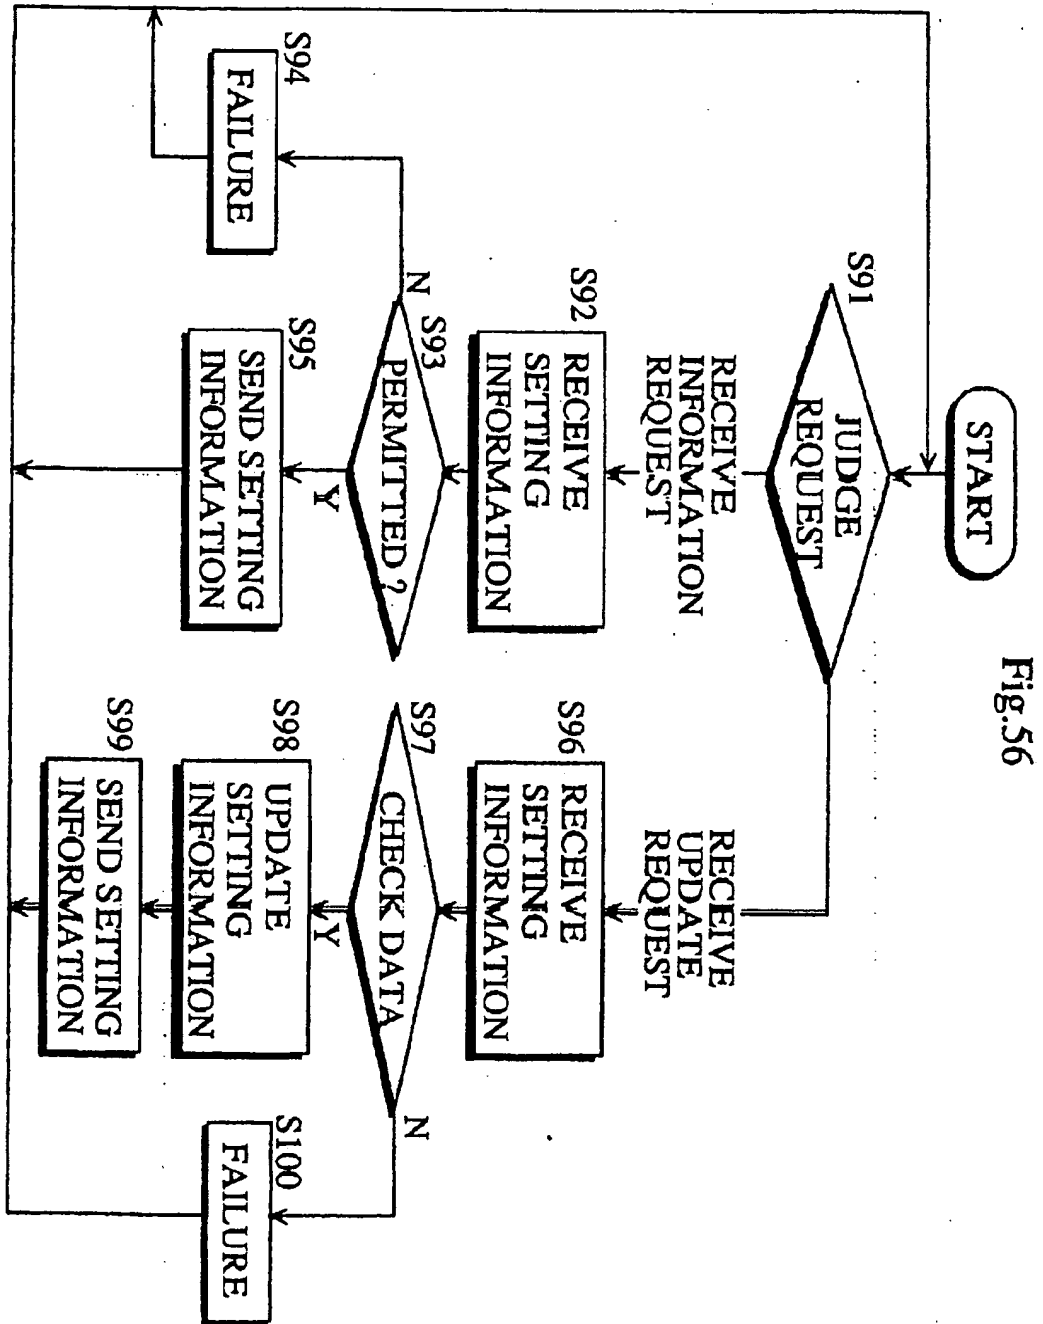 Fig.56
START
S91
JUDGE
REQUEST
RECEIVE
INFORMATION
REQUEST
RECEIVE
UPDATE
REQUEST
S92
RECEIVE
SETTING
INFORMATION
S96
RECEIVE
SETTING
INFORMATION
S93
PERMITTED ?
N
Y
S97
CHECK DATA
N
Y
S94
FAILURE
S95
SEND SETTING
INFORMATION
S98
UPDATE
SETTING
INFORMATION
S100
FAILURE
S99
SEND SETTING
INFORMATION